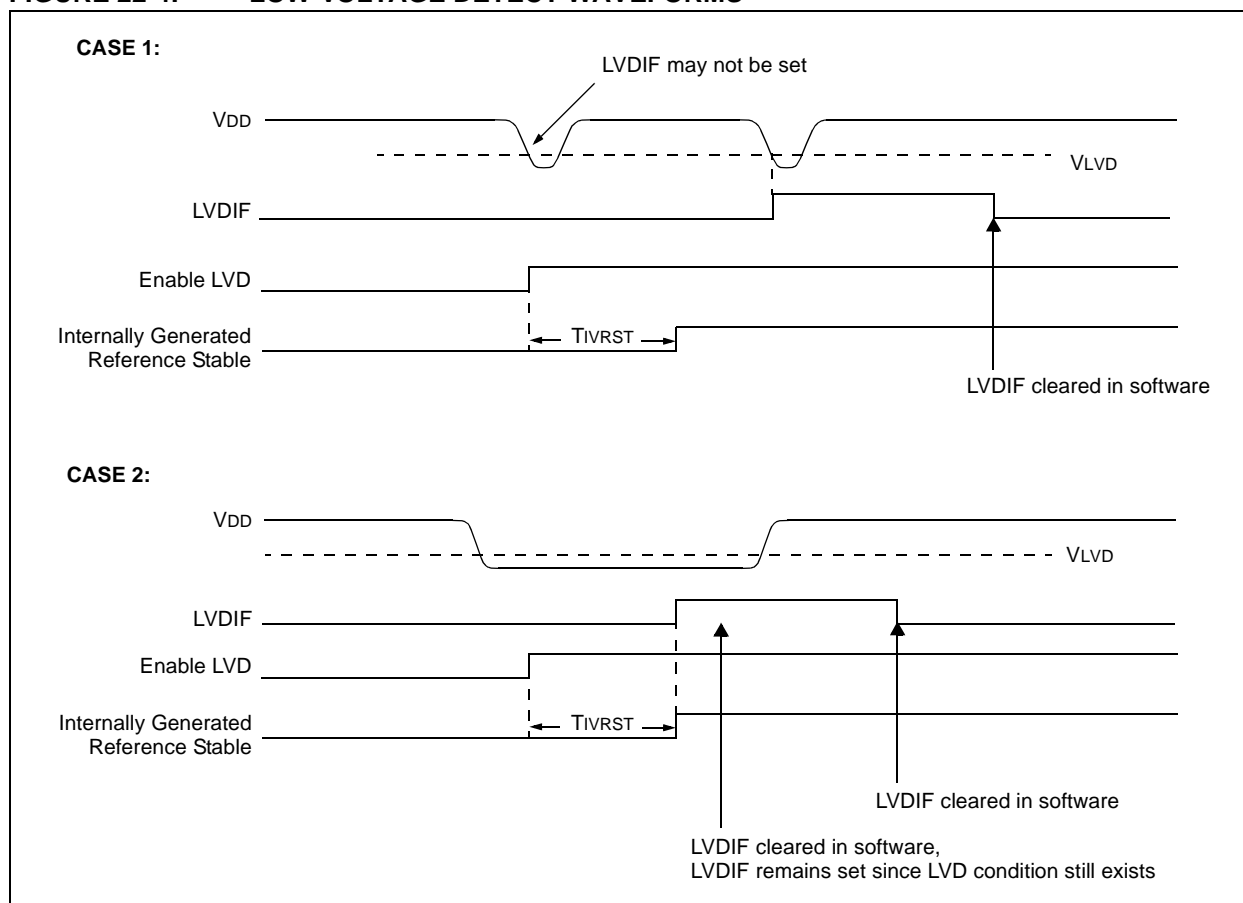 CASE 1:
LVDIF may not be set
VDD
VLVD
LVDIF
Enable LVD
Internally Generated
Reference Stable
TIVRST
LVDIF cleared in software
CASE 2:
VDD
VLVD
LVDIF
Enable LVD
Internally Generated
Reference Stable
TIVRST
LVDIF cleared in software
LVDIF cleared in software,
LVDIF remains set since LVD condition still exists